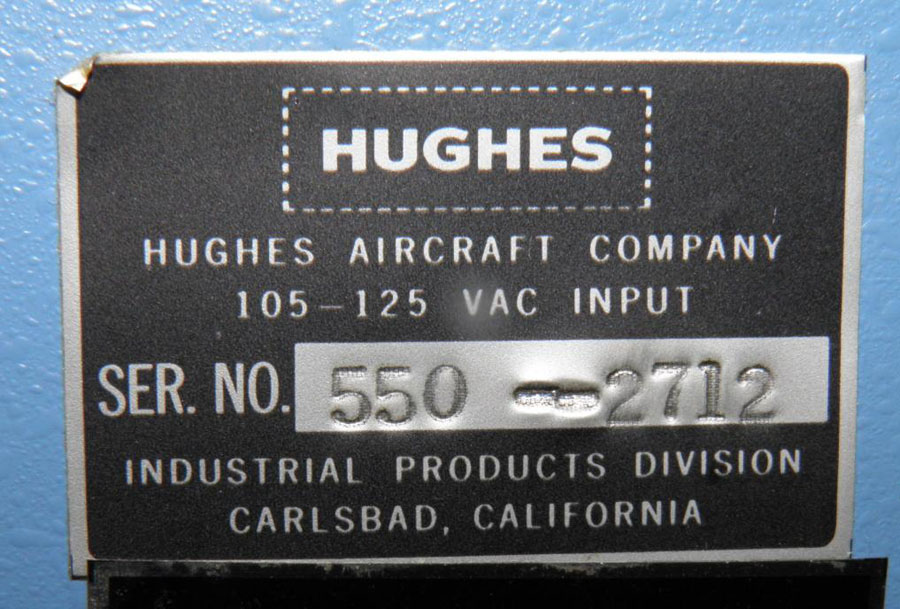 HUGHES
HUGHES AIRCRAFT COMPANY
105-125 VAC INPUT
SER. NO. 550-2712
INDUSTRIAL PRODUCTS DIVISION
CARLSBAD, CALIFORNIA